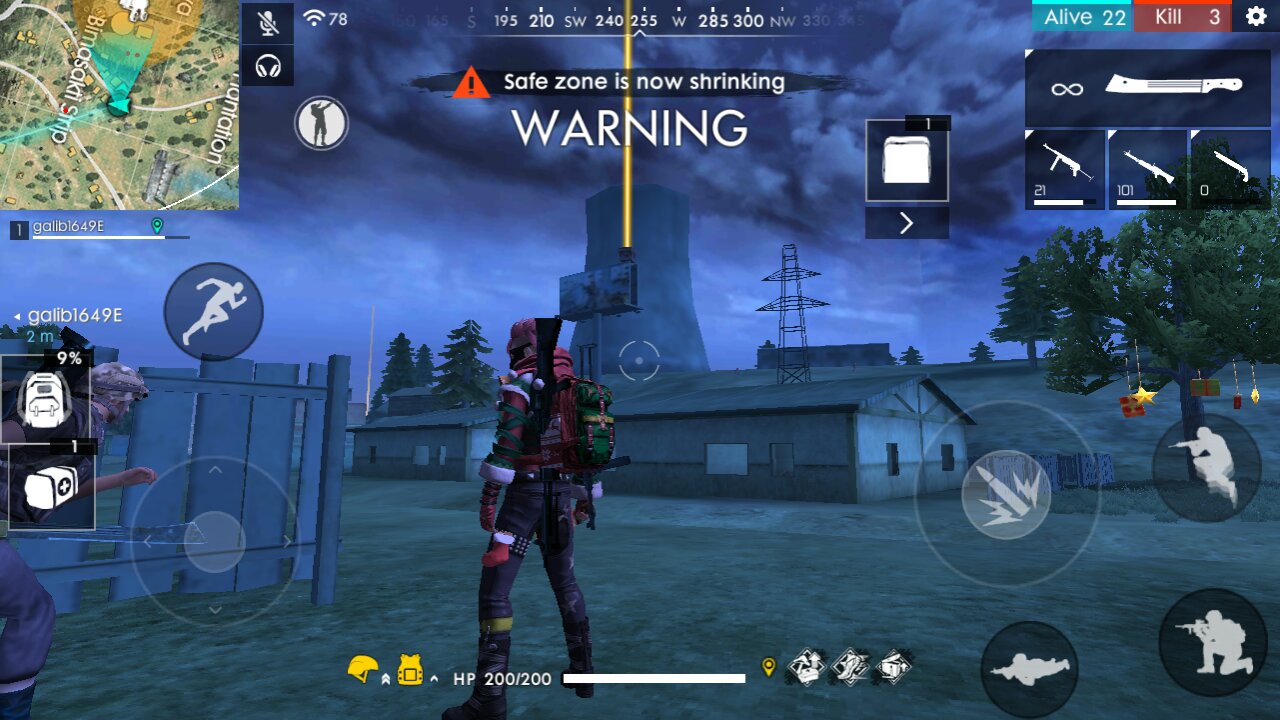 78
150 165 S 195 210 SW 240 255 W 285 300 NW 330 345
Alive 22 Kill 3
Safe zone is now shrinking
WARNING
Bimasakti Strip
Plantation
1
21
101
0
1 galib1649E
galib1649E
2 m
9%
1
HP 200/200